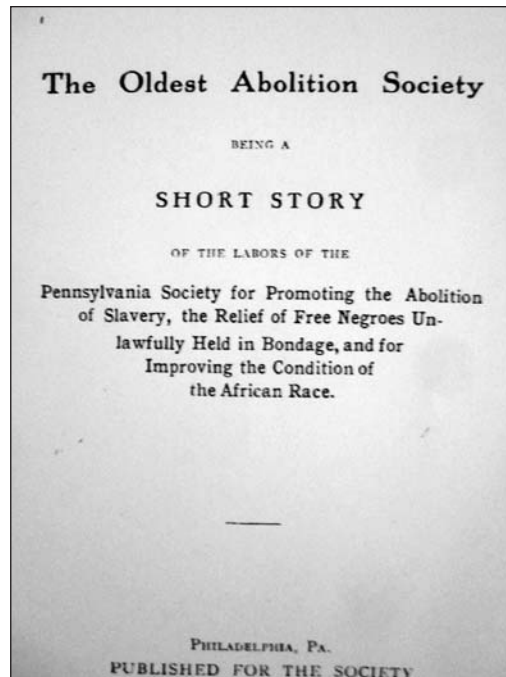 The Oldest Abolition Society
BEING A
SHORT STORY
OF THE LABORS OF THE
Pennsylvania Society for Promoting the Abolition
of Slavery, the Relief of Free Negroes Un-
lawfully Held in Bondage, and for
Improving the Condition of
the African Race.
PHILADELPHIA, PA.
PUBLISHED FOR THE SOCIETY